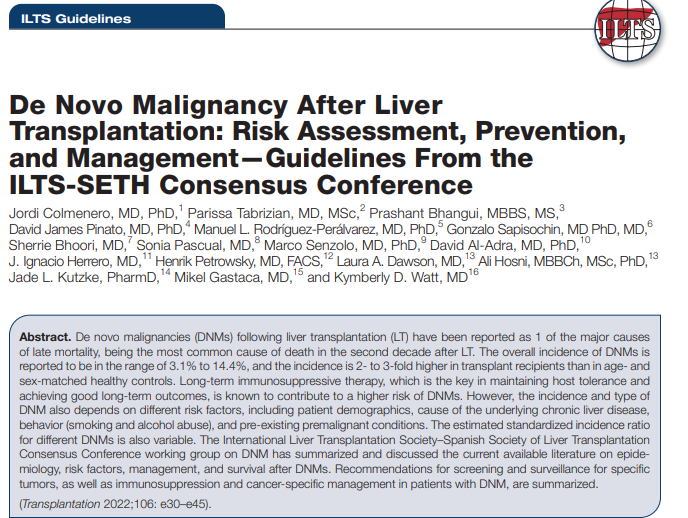 ILTS Guidelines
ILTS
De Novo Malignancy After Liver
Transplantation: Risk Assessment, Prevention,
and Management—Guidelines From the
ILTS-SETH Consensus Conference
Jordi Colmenero, MD, PhD,1 Parissa Tabrizian, MD, MSc,2 Prashant Bhangui, MBBS, MS,3
David James Pinato, MD, PhD,4 Manuel L. Rodríguez-Perálvarez, MD, PhD,5 Gonzalo Sapisochin, MD PhD, MD,6
Sherrie Bhoori, MD,7 Sonia Pascual, MD,8 Marco Senzolo, MD, PhD,9 David Al-Adra, MD, PhD,10
J. Ignacio Herrero, MD,11 Henrik Petrowsky, MD, FACS,12 Laura A. Dawson, MD,13 Ali Hosni, MBBCh, MSc, PhD,13
Jade L. Kutzke, PharmD,14 Mikel Gastaca, MD,15 and Kymberly D. Watt, MD16
Abstract. De novo malignancies (DNMs) following liver transplantation (LT) have been reported as 1 of the major causes
of late mortality, being the most common cause of death in the second decade after LT. The overall incidence of DNMs is
reported to be in the range of 3.1% to 14.4%, and the incidence is 2- to 3-fold higher in transplant recipients than in age- and
sex-matched healthy controls. Long-term immunosuppressive therapy, which is the key in maintaining host tolerance and
achieving good long-term outcomes, is known to contribute to a higher risk of DNMs. However, the incidence and type of
DNM also depends on different risk factors, including patient demographics, cause of the underlying chronic liver disease,
behavior (smoking and alcohol abuse), and pre-existing premalignant conditions. The estimated standardized incidence ratio
for different DNMs is also variable. The International Liver Transplantation Society–Spanish Society of Liver Transplantation
Consensus Conference working group on DNM has summarized and discussed the current available literature on epide-
miology, risk factors, management, and survival after DNMs. Recommendations for screening and surveillance for specific
tumors, as well as immunosuppression and cancer-specific management in patients with DNM, are summarized.
(Transplantation 2022;106: e30–e45).